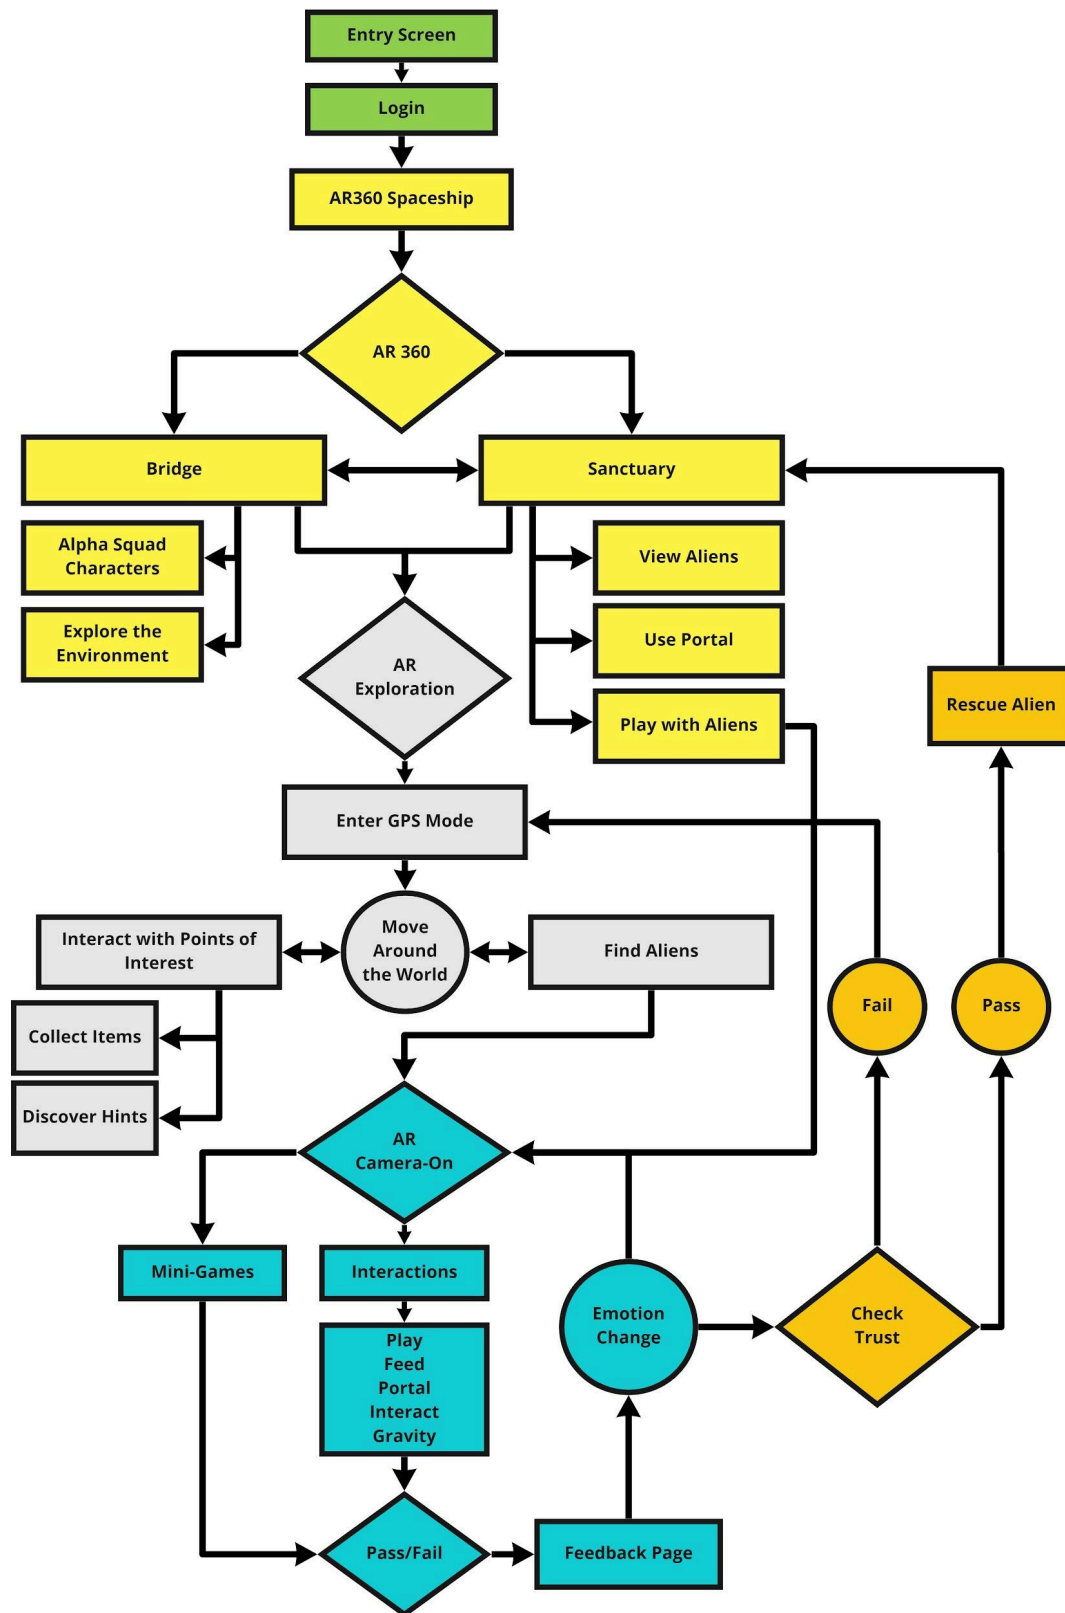 Entry Screen
Login
AR360 Spaceship
AR 360
Bridge
Sanctuary
Alpha Squad
Characters
Explore the
Environment
View Aliens
Use Portal
Play with Aliens
AR
Exploration
Rescue Alien
Enter GPS Mode
Interact with Points of
Interest
Move
Around
the World
Find Aliens
Collect Items
Discover Hints
Fail
Pass
AR
Camera-On
Mini-Games
Interactions
Play
Feed
Portal
Interact
Gravity
Emotion
Change
Check
Trust
Pass/Fail
Feedback Page